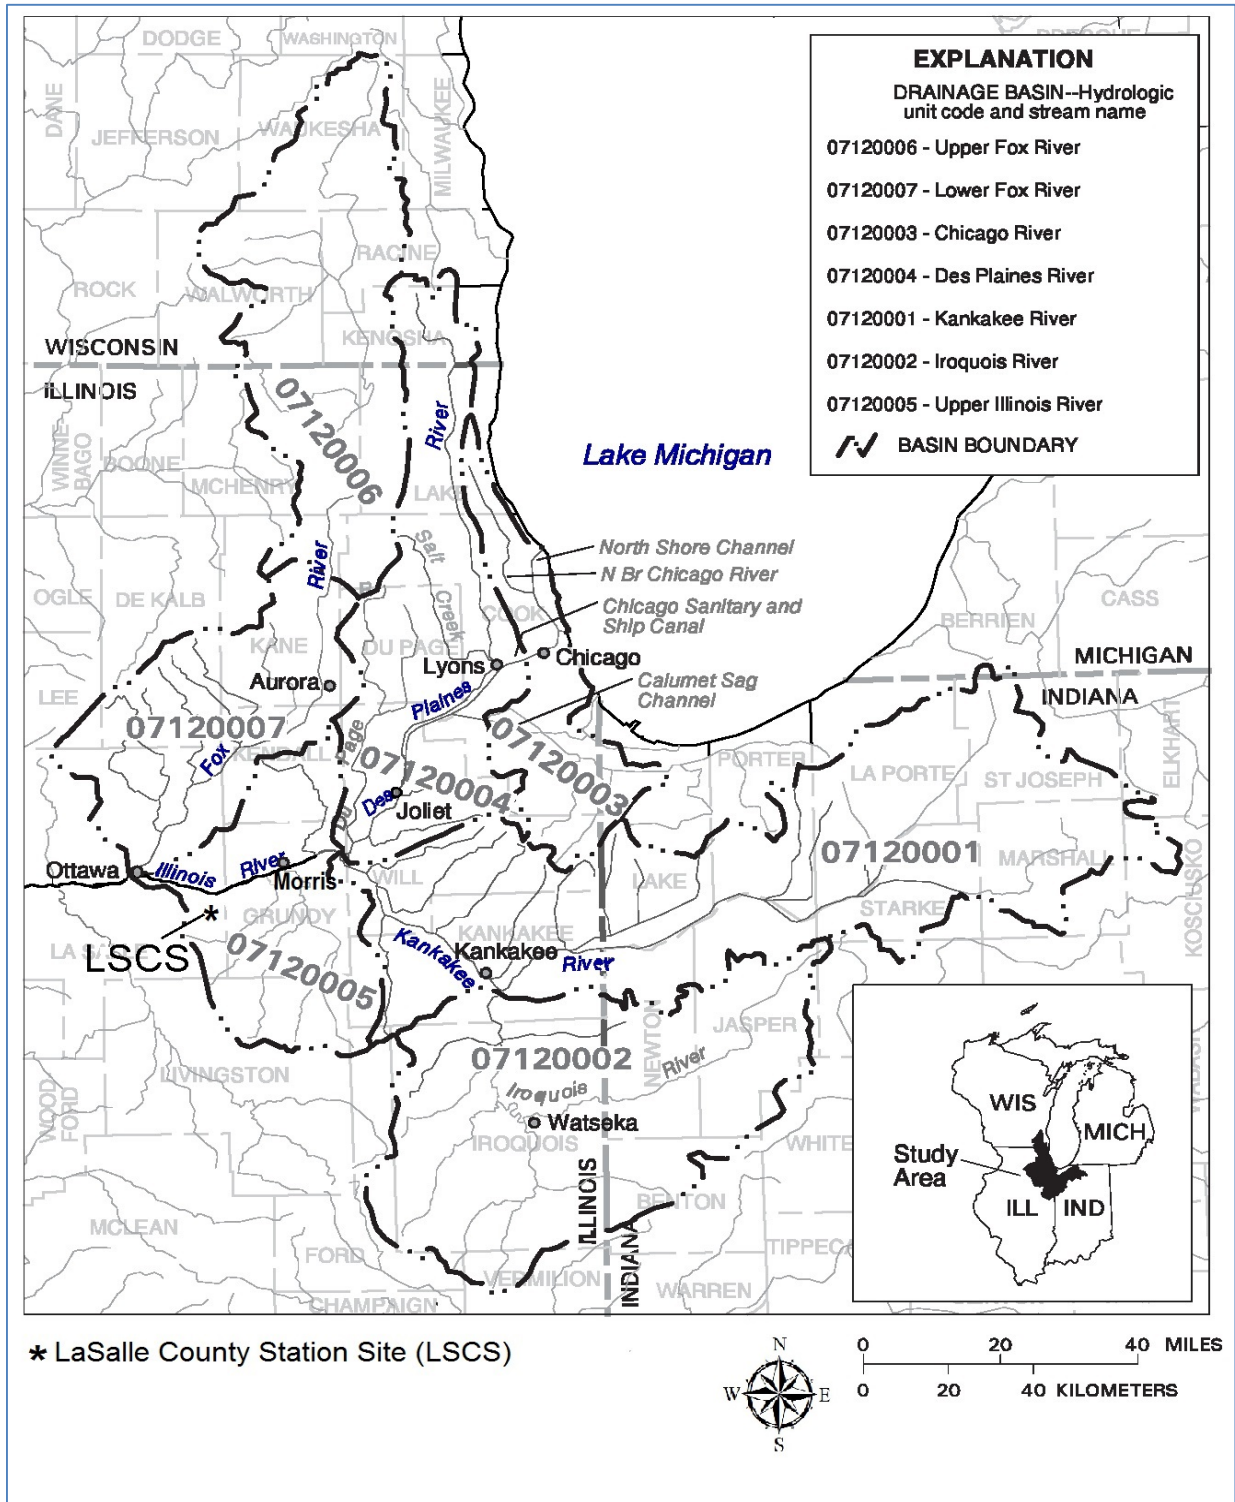 DODGE
WASHINGTON
DANE
JEFFERSON
WAUKESHA
MILWAUKEE
EXPLANATION
DRAINAGE BASIN--Hydrologic
unit code and stream name
07120006 - Upper Fox River
07120007 - Lower Fox River
07120003 - Chicago River
07120004 - Des Plaines River
07120001 - Kankakee River
07120002 - Iroquois River
07120005 - Upper Illinois River
BASIN BOUNDARY
RACINE
ROCK
WALWORTH
KENOSHA
WISCONSIN
ILLINOIS
07120006
River
WINNE-
BAGO
BOONE
MCHENRY
LAKE
Lake Michigan
North Shore Channel
N Br Chicago River
Chicago Sanitary and
Ship Canal
Calumet Sag
Channel
River
Salt
Creek
OGLE
DE KALB
KANE
DU PAGE
COOK
Lyons
Chicago
Aurora
Plaines
LEE
07120007
Fox
KENDALL
Du Page
07120004
07120003
Des
Joliet
BERRIEN
CASS
MICHIGAN
INDIANA
PORTER
LA PORTE
ST JOSEPH
ELKHART
07120001
MARSHALL
KOSCIUSKO
STARKE
LAKE
Ottawa
Illinois
River
Morris
WILL
GRUNDY
LSCS
*
07120005
KANKAKEE
Kankakee
Kankakee
River
NEWTON
JASPER
07120002
Iroquois
River
Watseka
IROQUOIS
LIVINGSTON
WOOD-
FORD
WHITE
BENTON
ILLINOIS
INDIANA
MCLEAN
FORD
VERMILION
CHAMPAIGN
WARREN
WIS
MICH
Study
Area
ILL
IND
* LaSalle County Station Site (LSCS)
N
W
E
S
0 20 40 MILES
0 20 40 KILOMETERS